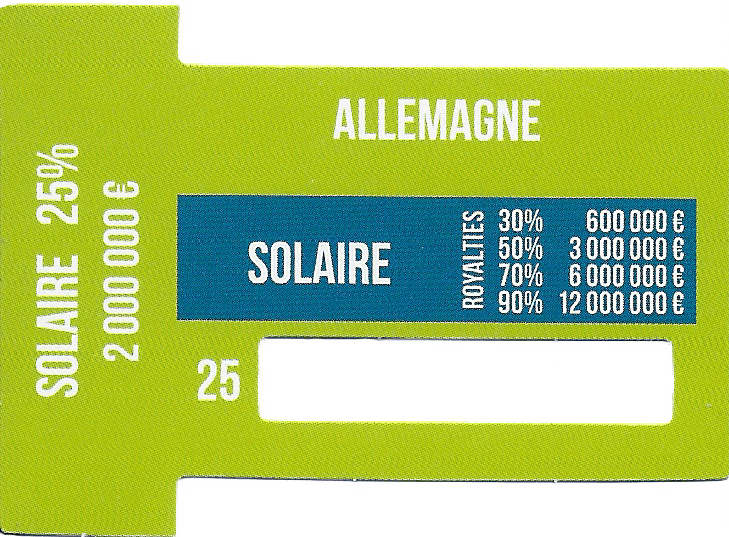 SOLAIRE 25%
2 000 000 €
ALLEMAGNE
SOLAIRE
ROYALTIES
30% 600 000 €
50% 3 000 000 €
70% 6 000 000 €
90% 12 000 000 €
25